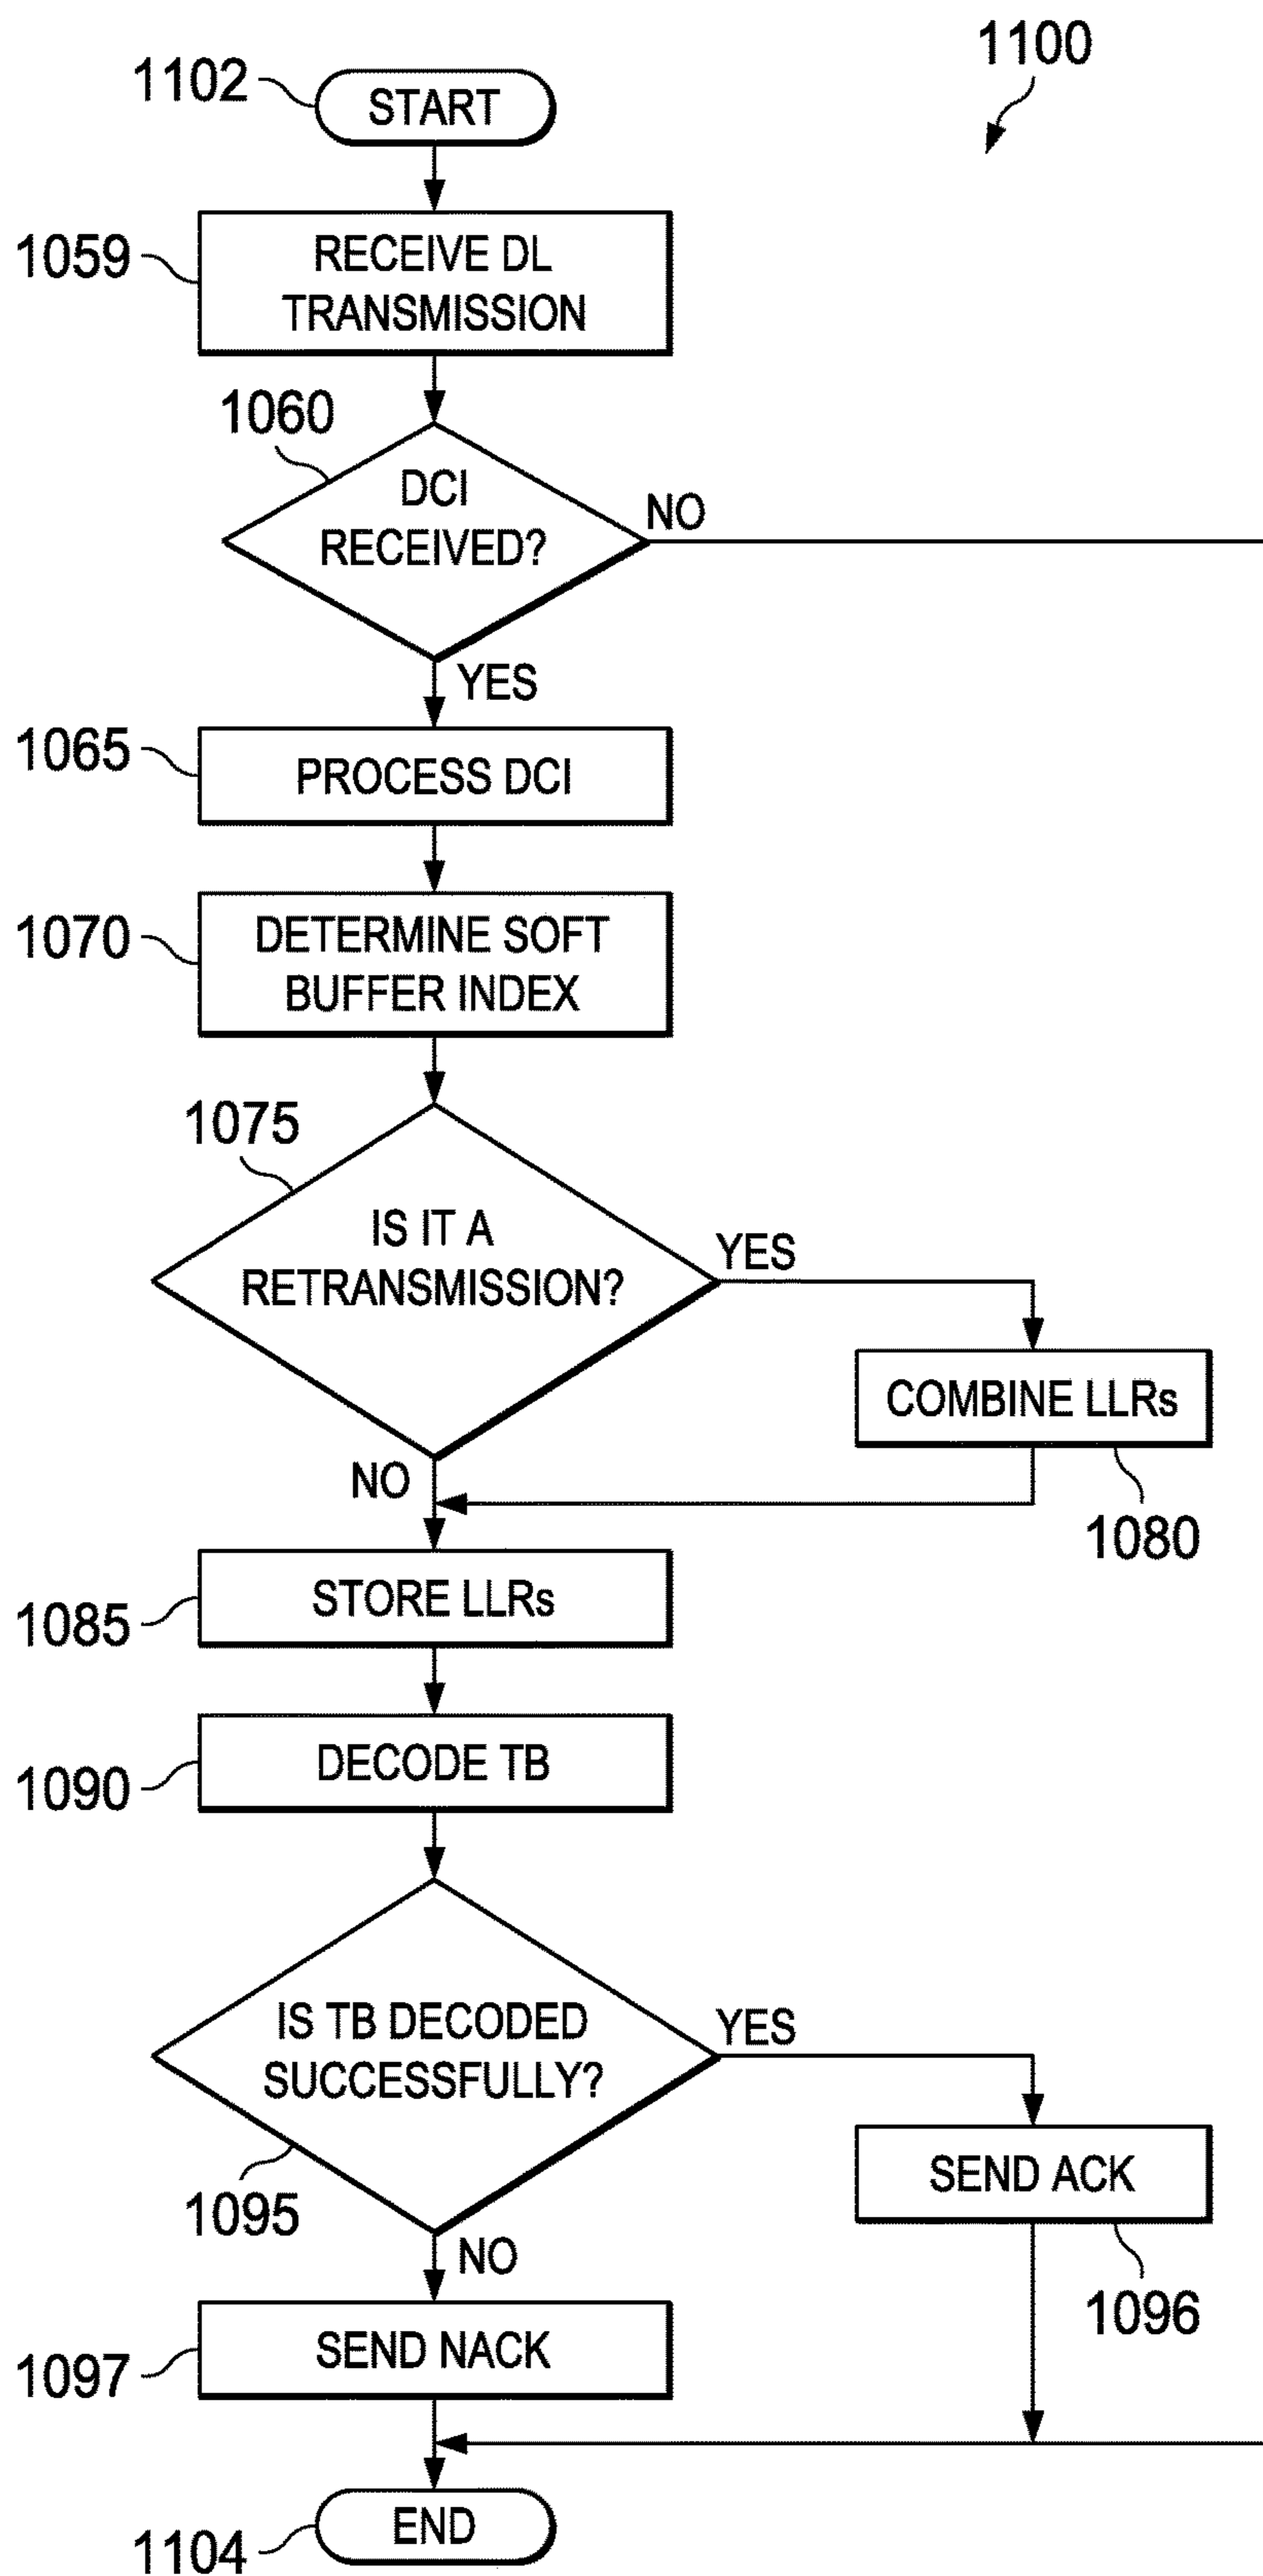 1100
1102
START
1059
RECEIVE DL
TRANSMISSION
1060
DCI
RECEIVED?
NO
YES
1065
PROCESS DCI
1070
DETERMINE SOFT
BUFFER INDEX
1075
IS IT A
RETRANSMISSION?
YES
COMBINE LLRs
1080
NO
1085
STORE LLRs
1090
DECODE TB
IS TB DECODED
SUCCESSFULLY?
YES
1095
SEND ACK
1096
NO
1097
SEND NACK
1104
END